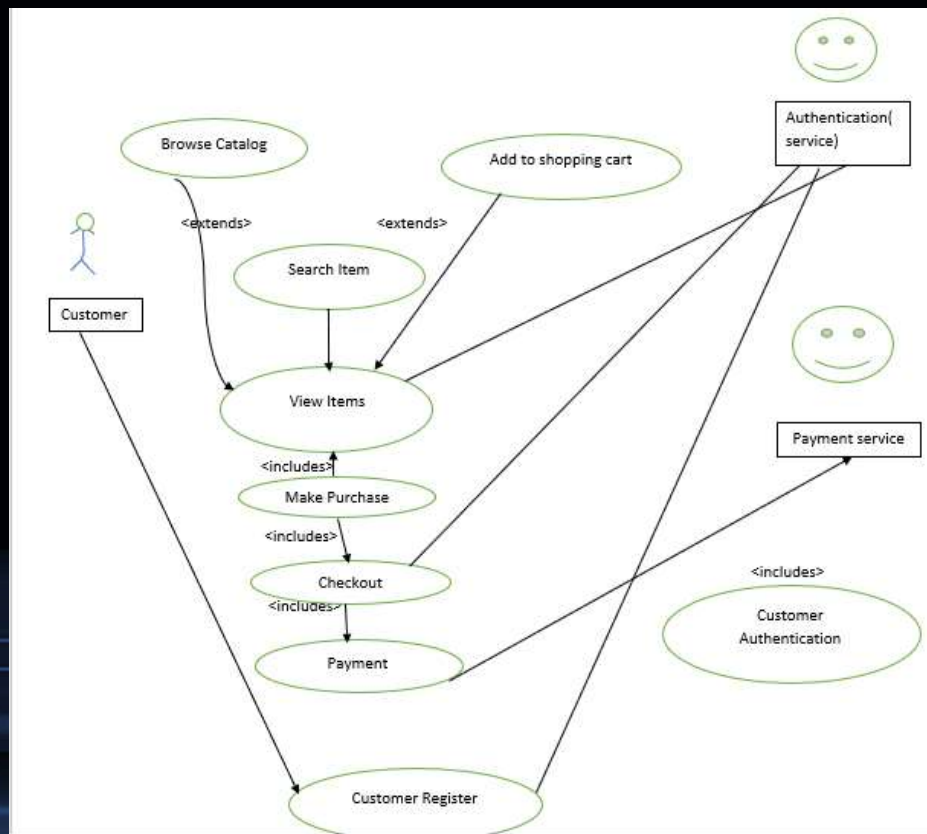 Authentication(
service)
Browse Catalog
Add to shopping cart
<extends>
<extends>
Search Item
Customer
View Items
Payment service
<includes>
Make Purchase
<includes>
Checkout
<includes>
<includes>
Customer
Authentication
Payment
Customer Register